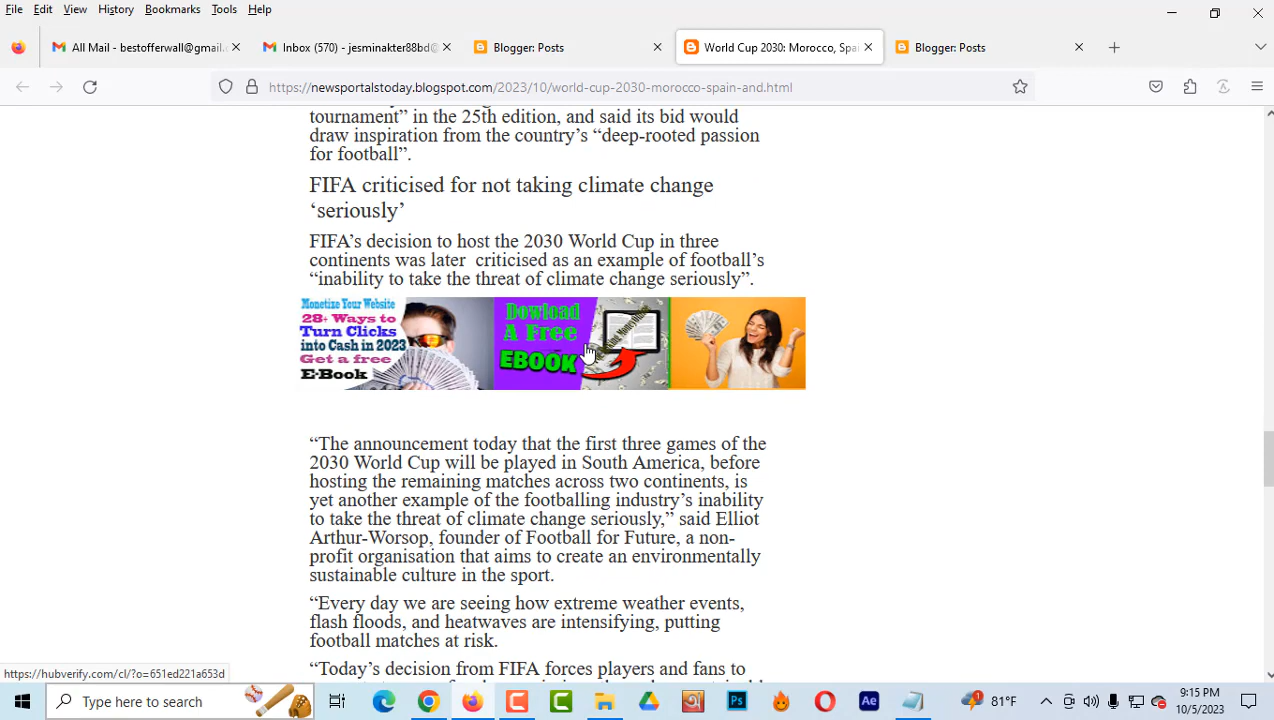 File Edit View History Bookmarks Tools Help
All Mail - bestofferwall@gmail.
Inbox (570) - jesminakter88bd@
Blogger: Posts
World Cup 2030: Morocco, Spa
Blogger: Posts
https://newsportalstoday.blogspot.com/2023/10/world-cup-2030-morocco-spain-and.html
tournament” in the 25th edition, and said its bid would
draw inspiration from the country’s “deep-rooted passion
for football”.
FIFA criticised for not taking climate change
‘seriously’
FIFA’s decision to host the 2030 World Cup in three
continents was later criticised as an example of football’s
“inability to take the threat of climate change seriously”.
Monetize Your Website
28+ Ways to
Turn Clicks
into Cash in 2023
Get a free
E-Book
Dowload
A Free
EBOOK
“The announcement today that the first three games of the
2030 World Cup will be played in South America, before
hosting the remaining matches across two continents, is
yet another example of the footballing industry’s inability
to take the threat of climate change seriously,” said Elliot
Arthur-Worsop, founder of Football for Future, a non-
profit organisation that aims to create an environmentally
sustainable culture in the sport.
“Every day we are seeing how extreme weather events,
flash floods, and heatwaves are intensifying, putting
football matches at risk.
“Today’s decision from FIFA forces players and fans to
https://hubverify.com/cl/?o=651ed221a653d
Type here to search
Ps
Ae
1
81°F
9:15 PM
10/5/2023